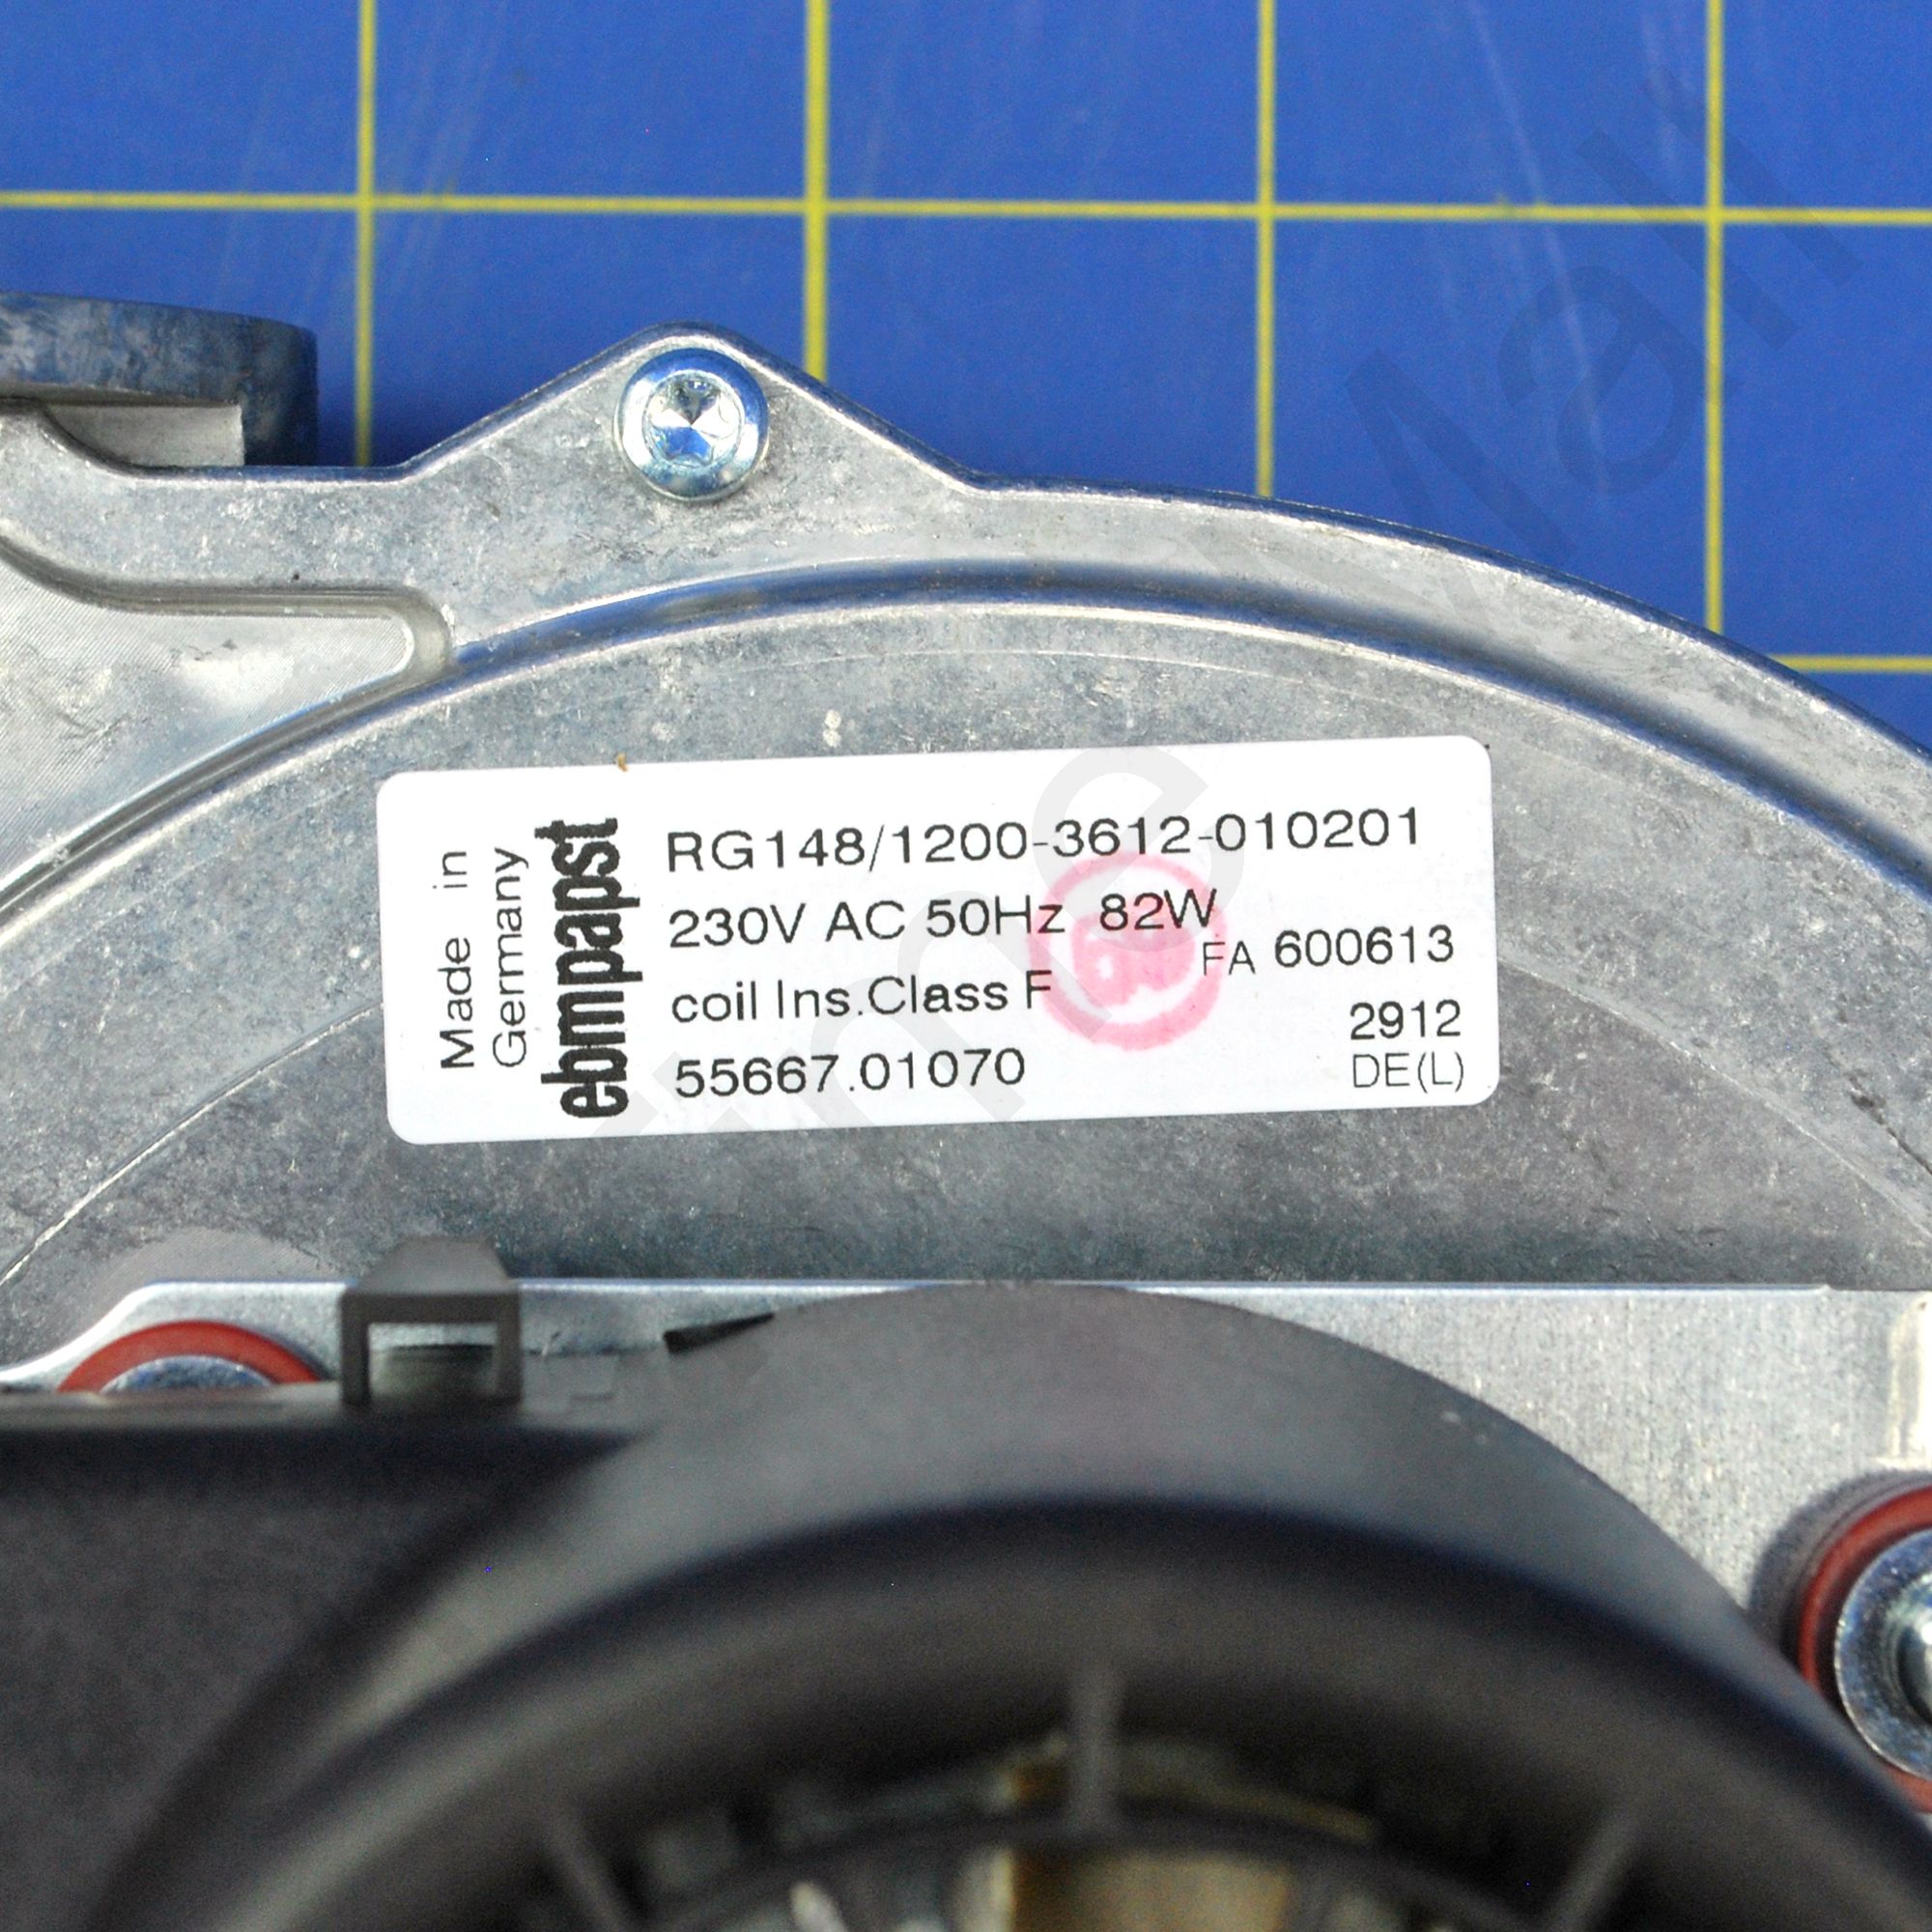 Made in
Germany
ebmpapst
RG148/1200-3612-010201
230V AC 50Hz 82W
FA 600613
coil Ins.Class F
2912
55667.01070
DE(L)